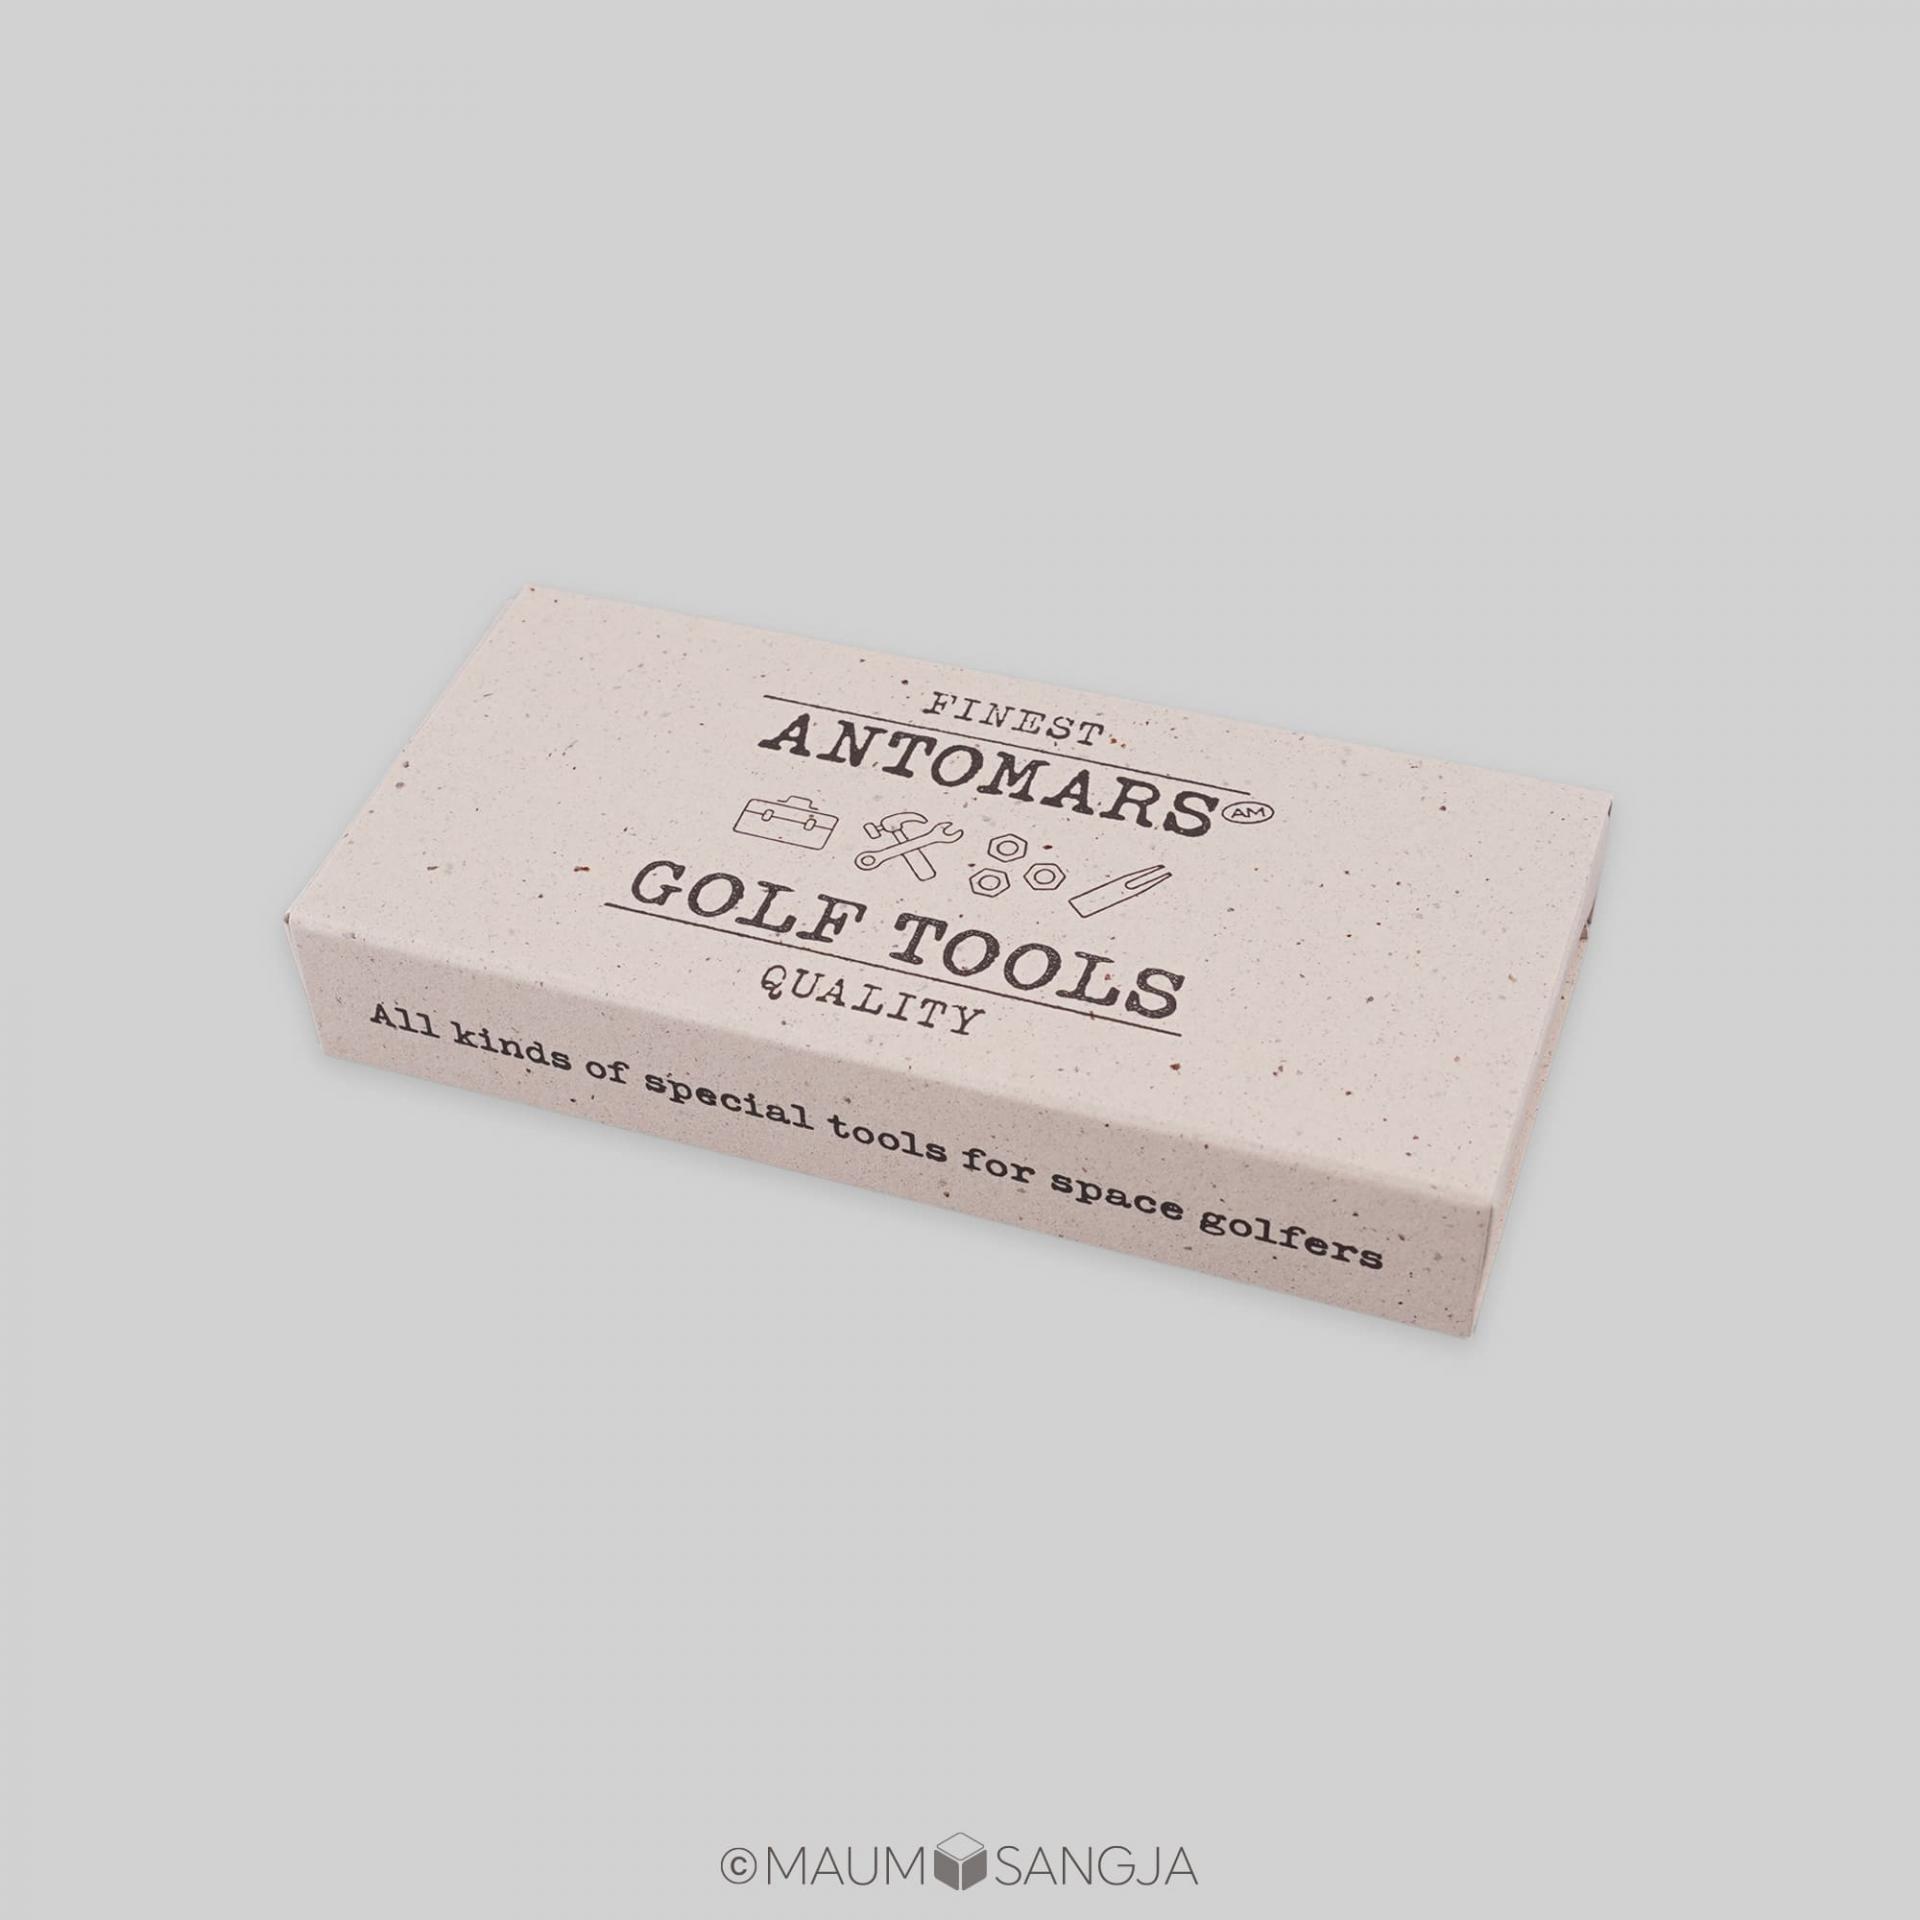 FINEST
ANTOMARS AM
GOLF TOOLS
QUALITY
All kinds of special tools for space golfers
©MAUM SANGJA